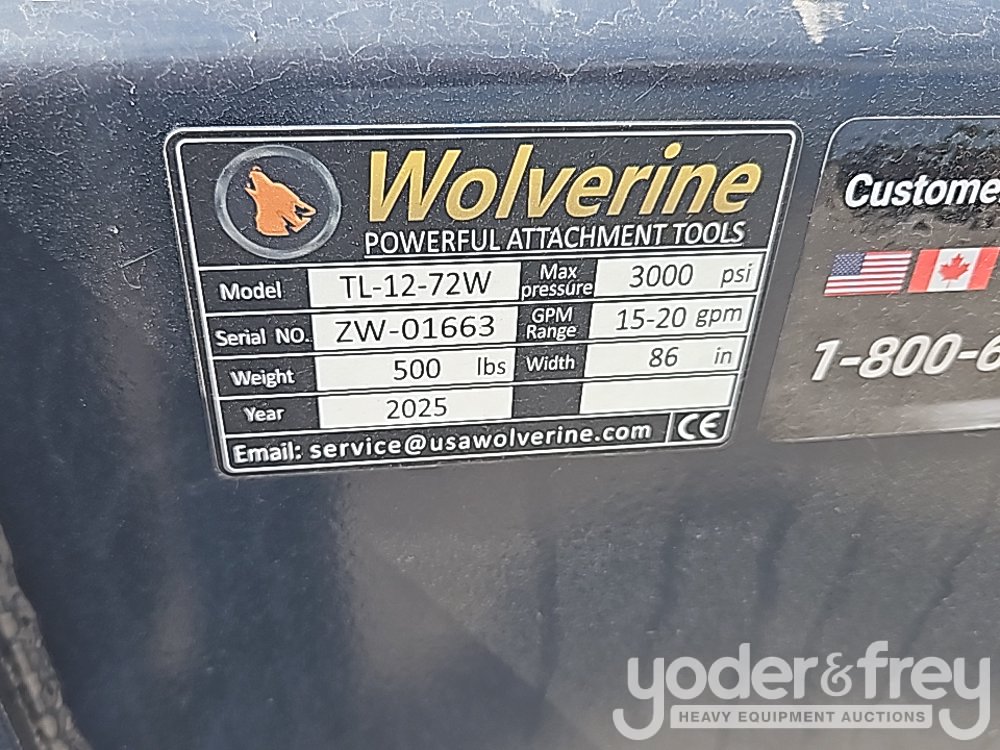 Wolverine
POWERFUL ATTACHMENT TOOLS
Model TL-12-72W Max pressure 3000 psi
Serial NO. ZW-01663 GPM Range 15-20 gpm
Weight 500 lbs Width 86 in
Year 2025
Email: service@usawolverine.com CE
1-800-6
yoder&frey
HEAVY EQUIPMENT AUCTIONS